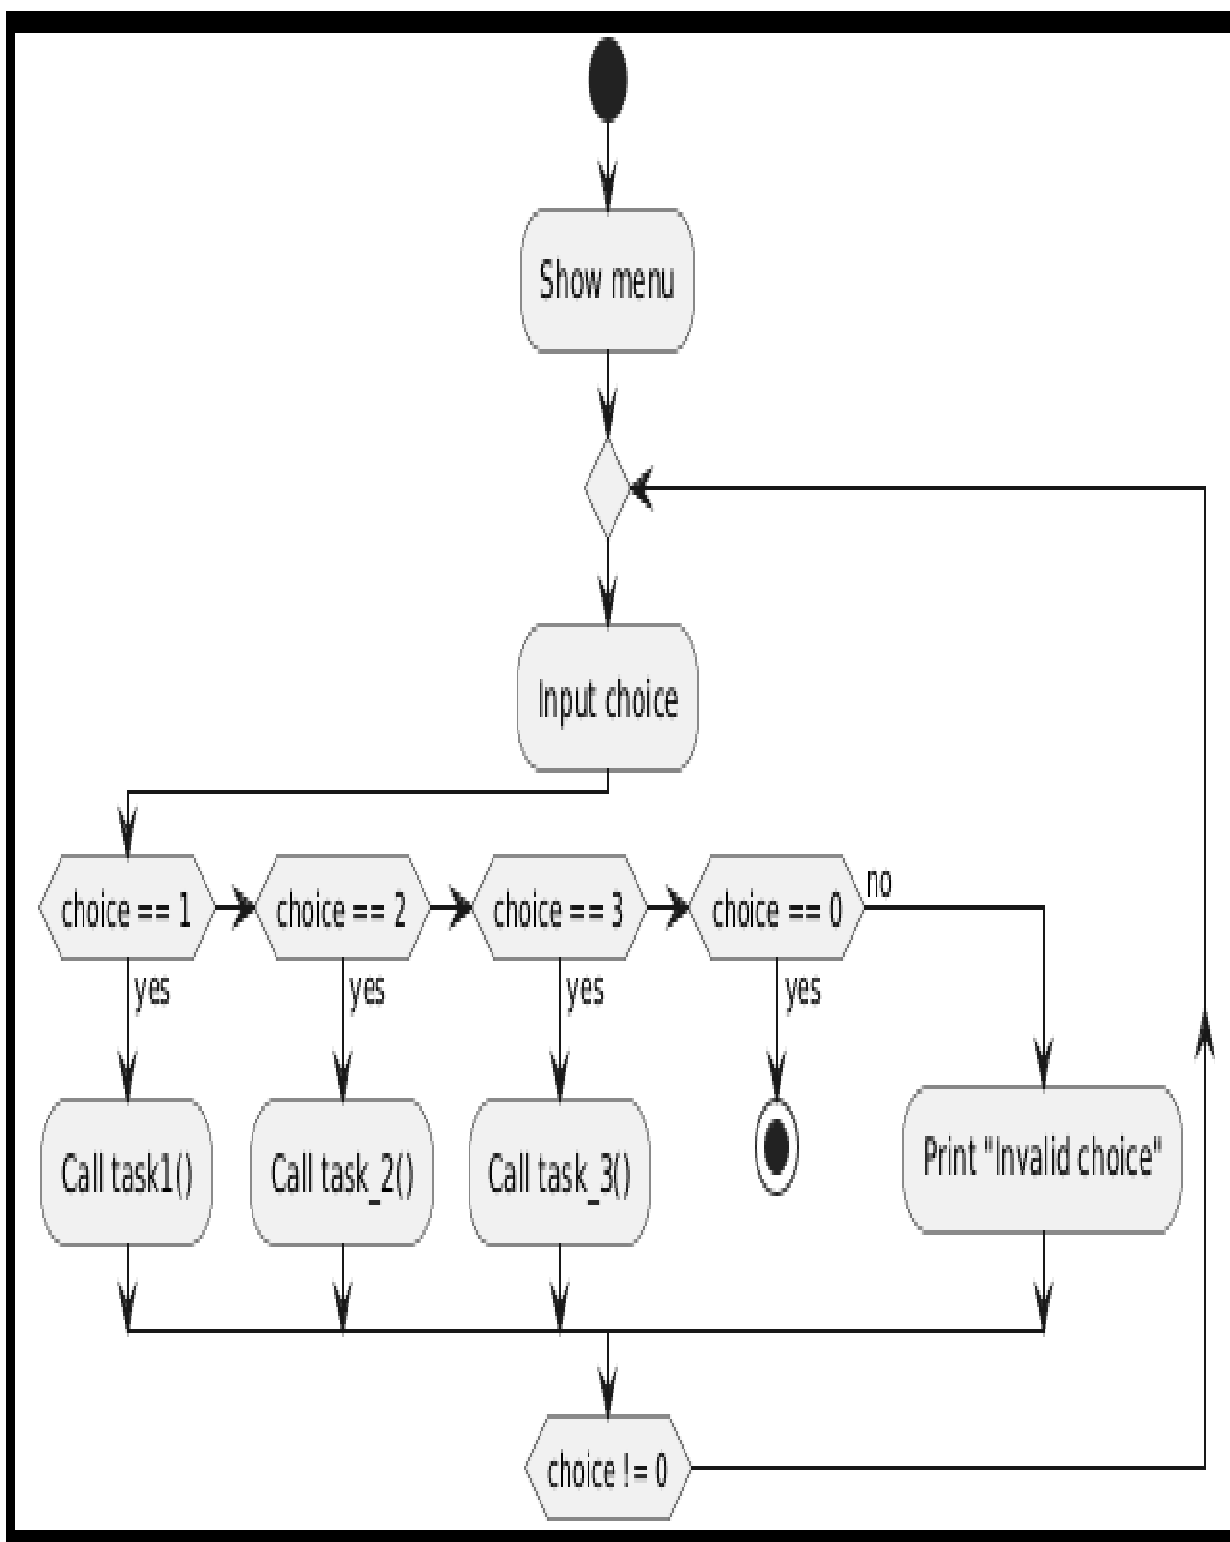 Show menu
Input choice
choice == 1
choice == 2
choice == 3
choice == 0
no
yes
yes
yes
yes
Call task1()
Call task_2()
Call task_3()
Print "Invalid choice"
choice != 0